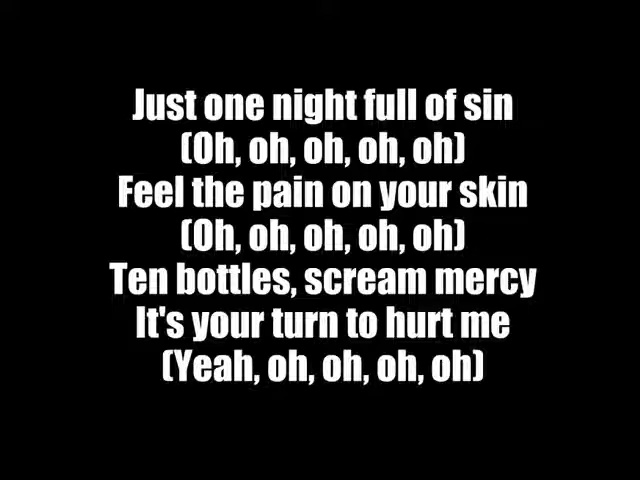 Just one night full of sin
(Oh, oh, oh, oh, oh)
Feel the pain on your skin
(Oh, oh, oh, oh, oh)
Ten bottles, scream mercy
It's your turn to hurt me
(Yeah, oh, oh, oh, oh)